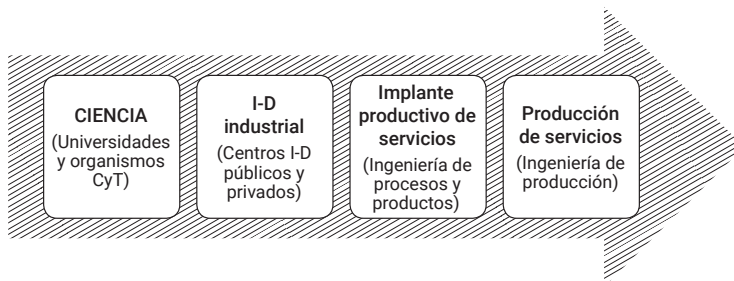 CIENCIA
(Universidades
y organismos
CyT)
I-D
industrial
(Centros I-D
públicos y
privados)
Implante
productivo de
servicios
(Ingeniería de
procesos y
productos)
Producción
de servicios
(Ingeniería de
producción)